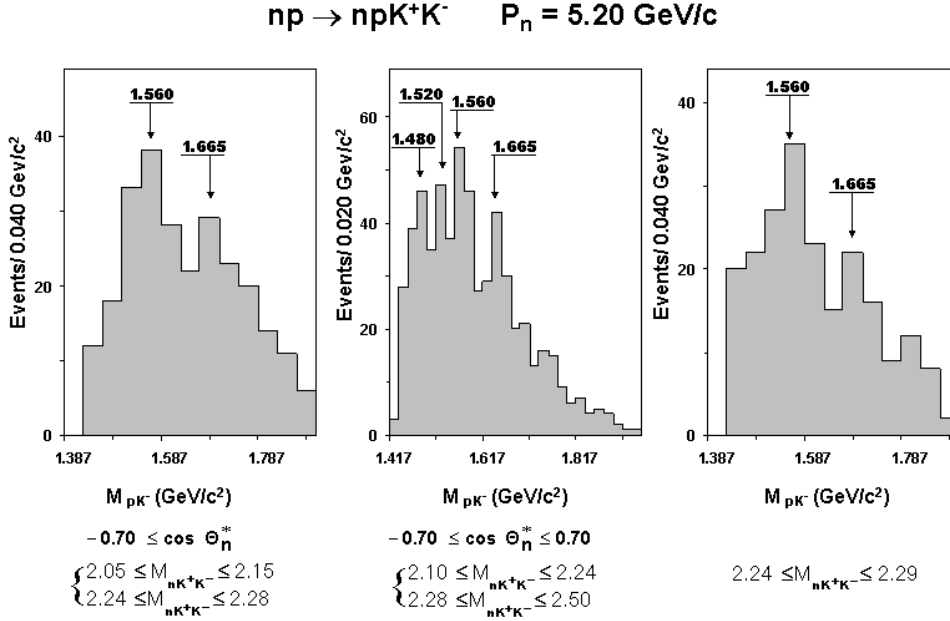 np → npK⁺K⁻ Pₙ = 5.20 GeV/c
Events/ 0.040 Gev/c²
40
20
0
1.560
1.665
1.387 1.587 1.787
M pK⁻ (GeV/c²)
−0.70 ≤ cos Θ*ₙ
2.05 ≤ M nK⁺K⁻ ≤ 2.15
2.24 ≤ M nK⁺K⁻ ≤ 2.28
Events/ 0.020 Gev/c²
60
40
20
0
1.520
1.560
1.480
1.665
1.417 1.617 1.817
M pK⁻ (GeV/c²)
−0.70 ≤ cos Θ*ₙ ≤ 0.70
2.10 ≤ M nK⁺K⁻ ≤ 2.24
2.28 ≤ M nK⁺K⁻ ≤ 2.50
Events/ 0.040 Gev/c²
40
20
0
1.560
1.665
1.387 1.587 1.787
M pK⁻ (GeV/c²)
2.24 ≤ M nK⁺K⁻ ≤ 2.29